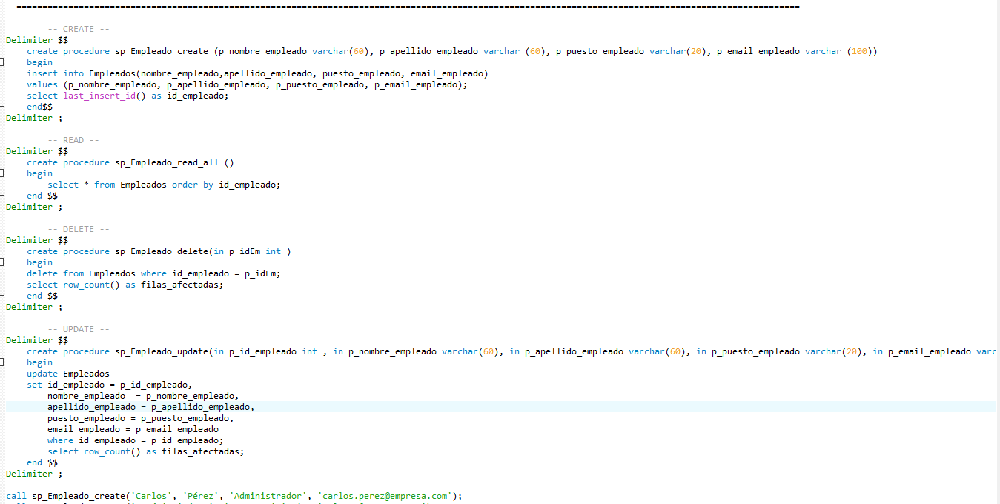 --=======================================================================================================================================================--
-- CREATE --
Delimiter $$
create procedure sp_Empleado_create (p_nombre_empleado varchar(60), p_apellido_empleado varchar (60), p_puesto_empleado varchar(20), p_email_empleado varchar (100))
begin
insert into Empleados(nombre_empleado,apellido_empleado, puesto_empleado, email_empleado)
values (p_nombre_empleado, p_apellido_empleado, p_puesto_empleado, p_email_empleado);
select last_insert_id() as id_empleado;
end$$
Delimiter ;
-- READ --
Delimiter $$
create procedure sp_Empleado_read_all ()
begin
select * from Empleados order by id_empleado;
end $$
Delimiter ;
-- DELETE --
Delimiter $$
create procedure sp_Empleado_delete(in p_idEm int )
begin
delete from Empleados where id_empleado = p_idEm;
select row_count() as filas_afectadas;
end $$
Delimiter ;
-- UPDATE --
Delimiter $$
create procedure sp_Empleado_update(in p_id_empleado int , in p_nombre_empleado varchar(60), in p_apellido_empleado varchar(60), in p_puesto_empleado varchar(20), in p_email_empleado varc
begin
update Empleados
set id_empleado = p_id_empleado,
nombre_empleado  = p_nombre_empleado,
apellido_empleado = p_apellido_empleado,
puesto_empleado = p_puesto_empleado,
email_empleado = p_email_empleado
where id_empleado = p_id_empleado;
select row_count() as filas_afectadas;
end $$
Delimiter ;
call sp_Empleado_create('Carlos', 'Pérez', 'Administrador', 'carlos.perez@empresa.com');